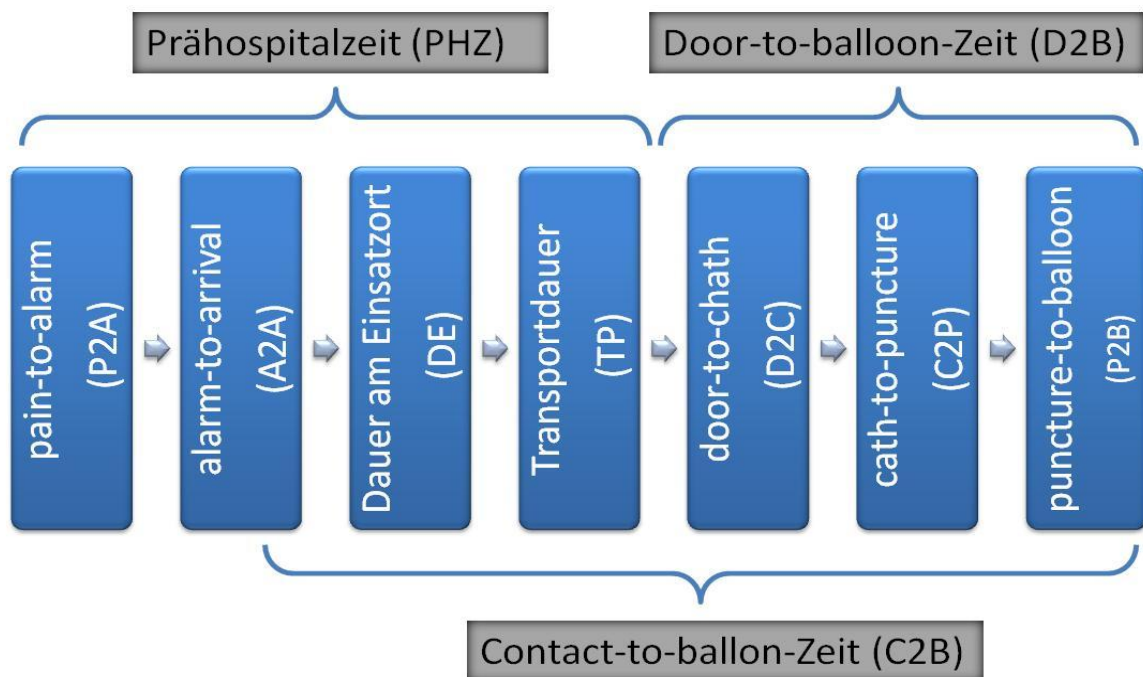 Prähospitalzeit (PHZ)
Door-to-balloon-Zeit (D2B)
pain-to-alarm
(P2A)
alarm-to-arrival
(A2A)
Dauer am Einsatzort
(DE)
Transportdauer
(TP)
door-to-chath
(D2C)
cath-to-puncture
(C2P)
puncture-to-balloon
(P2B)
Contact-to-ballon-Zeit (C2B)